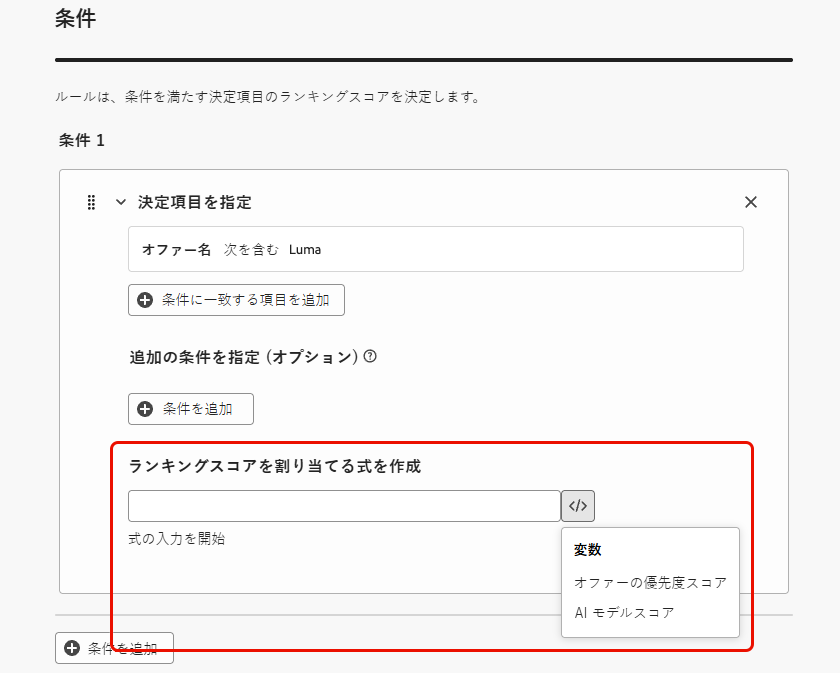 条件
ルールは、条件を満たす決定項目のランキングスコアを決定します。
条件 1
決定項目を指定
オファー名 次を含む Luma
条件に一致する項目を追加
追加の条件を指定 (オプション)
条件を追加
ランキングスコアを割り当てる式を作成
</>
式の入力を開始
変数
オファーの優先度スコア
AI モデルスコア
条件を追加